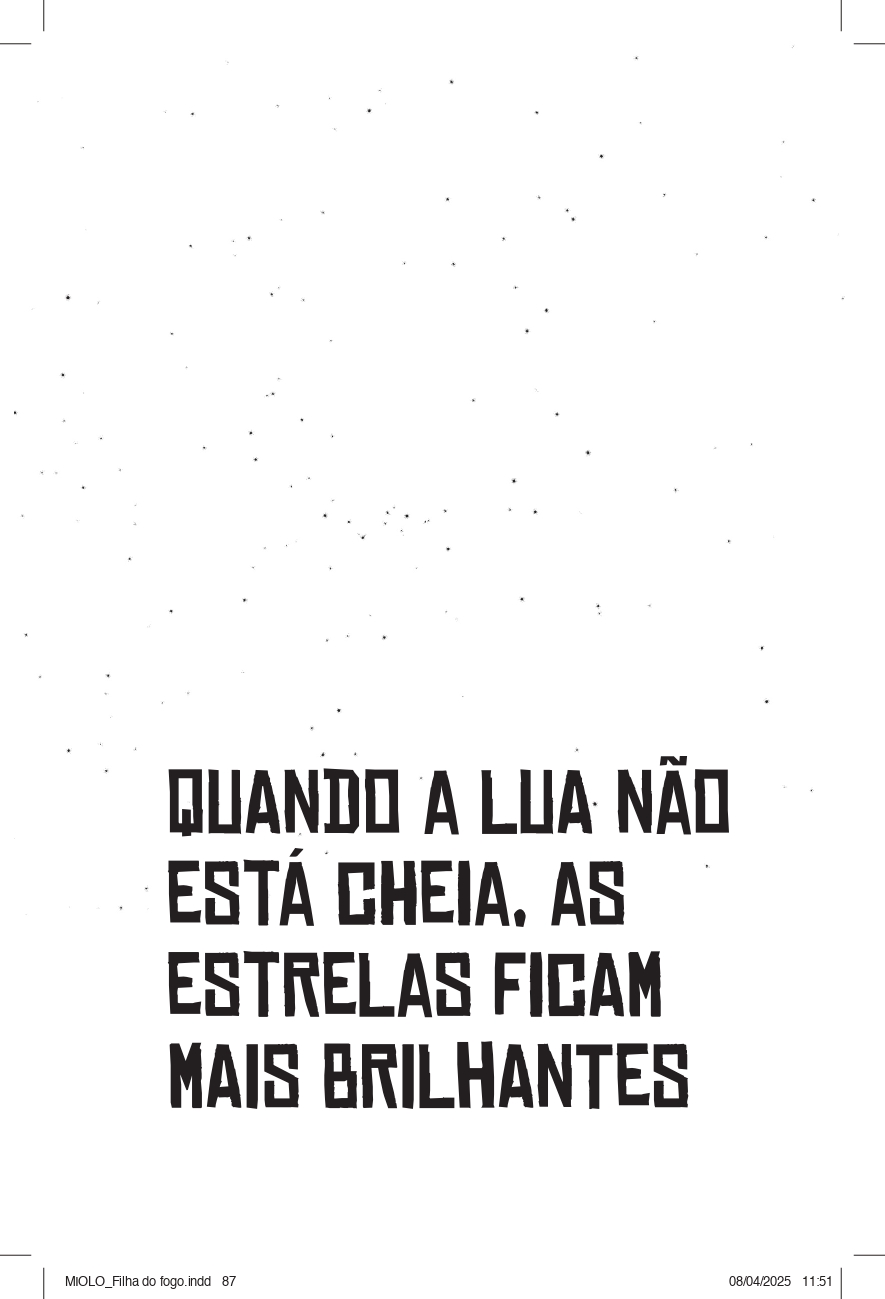 QUANDO A LUA NÃO
ESTÁ CHEIA, AS
ESTRELAS FICAM
MAIS BRILHANTES
MIOLO_Filha do fogo.indd 87 08/04/2025 11:51